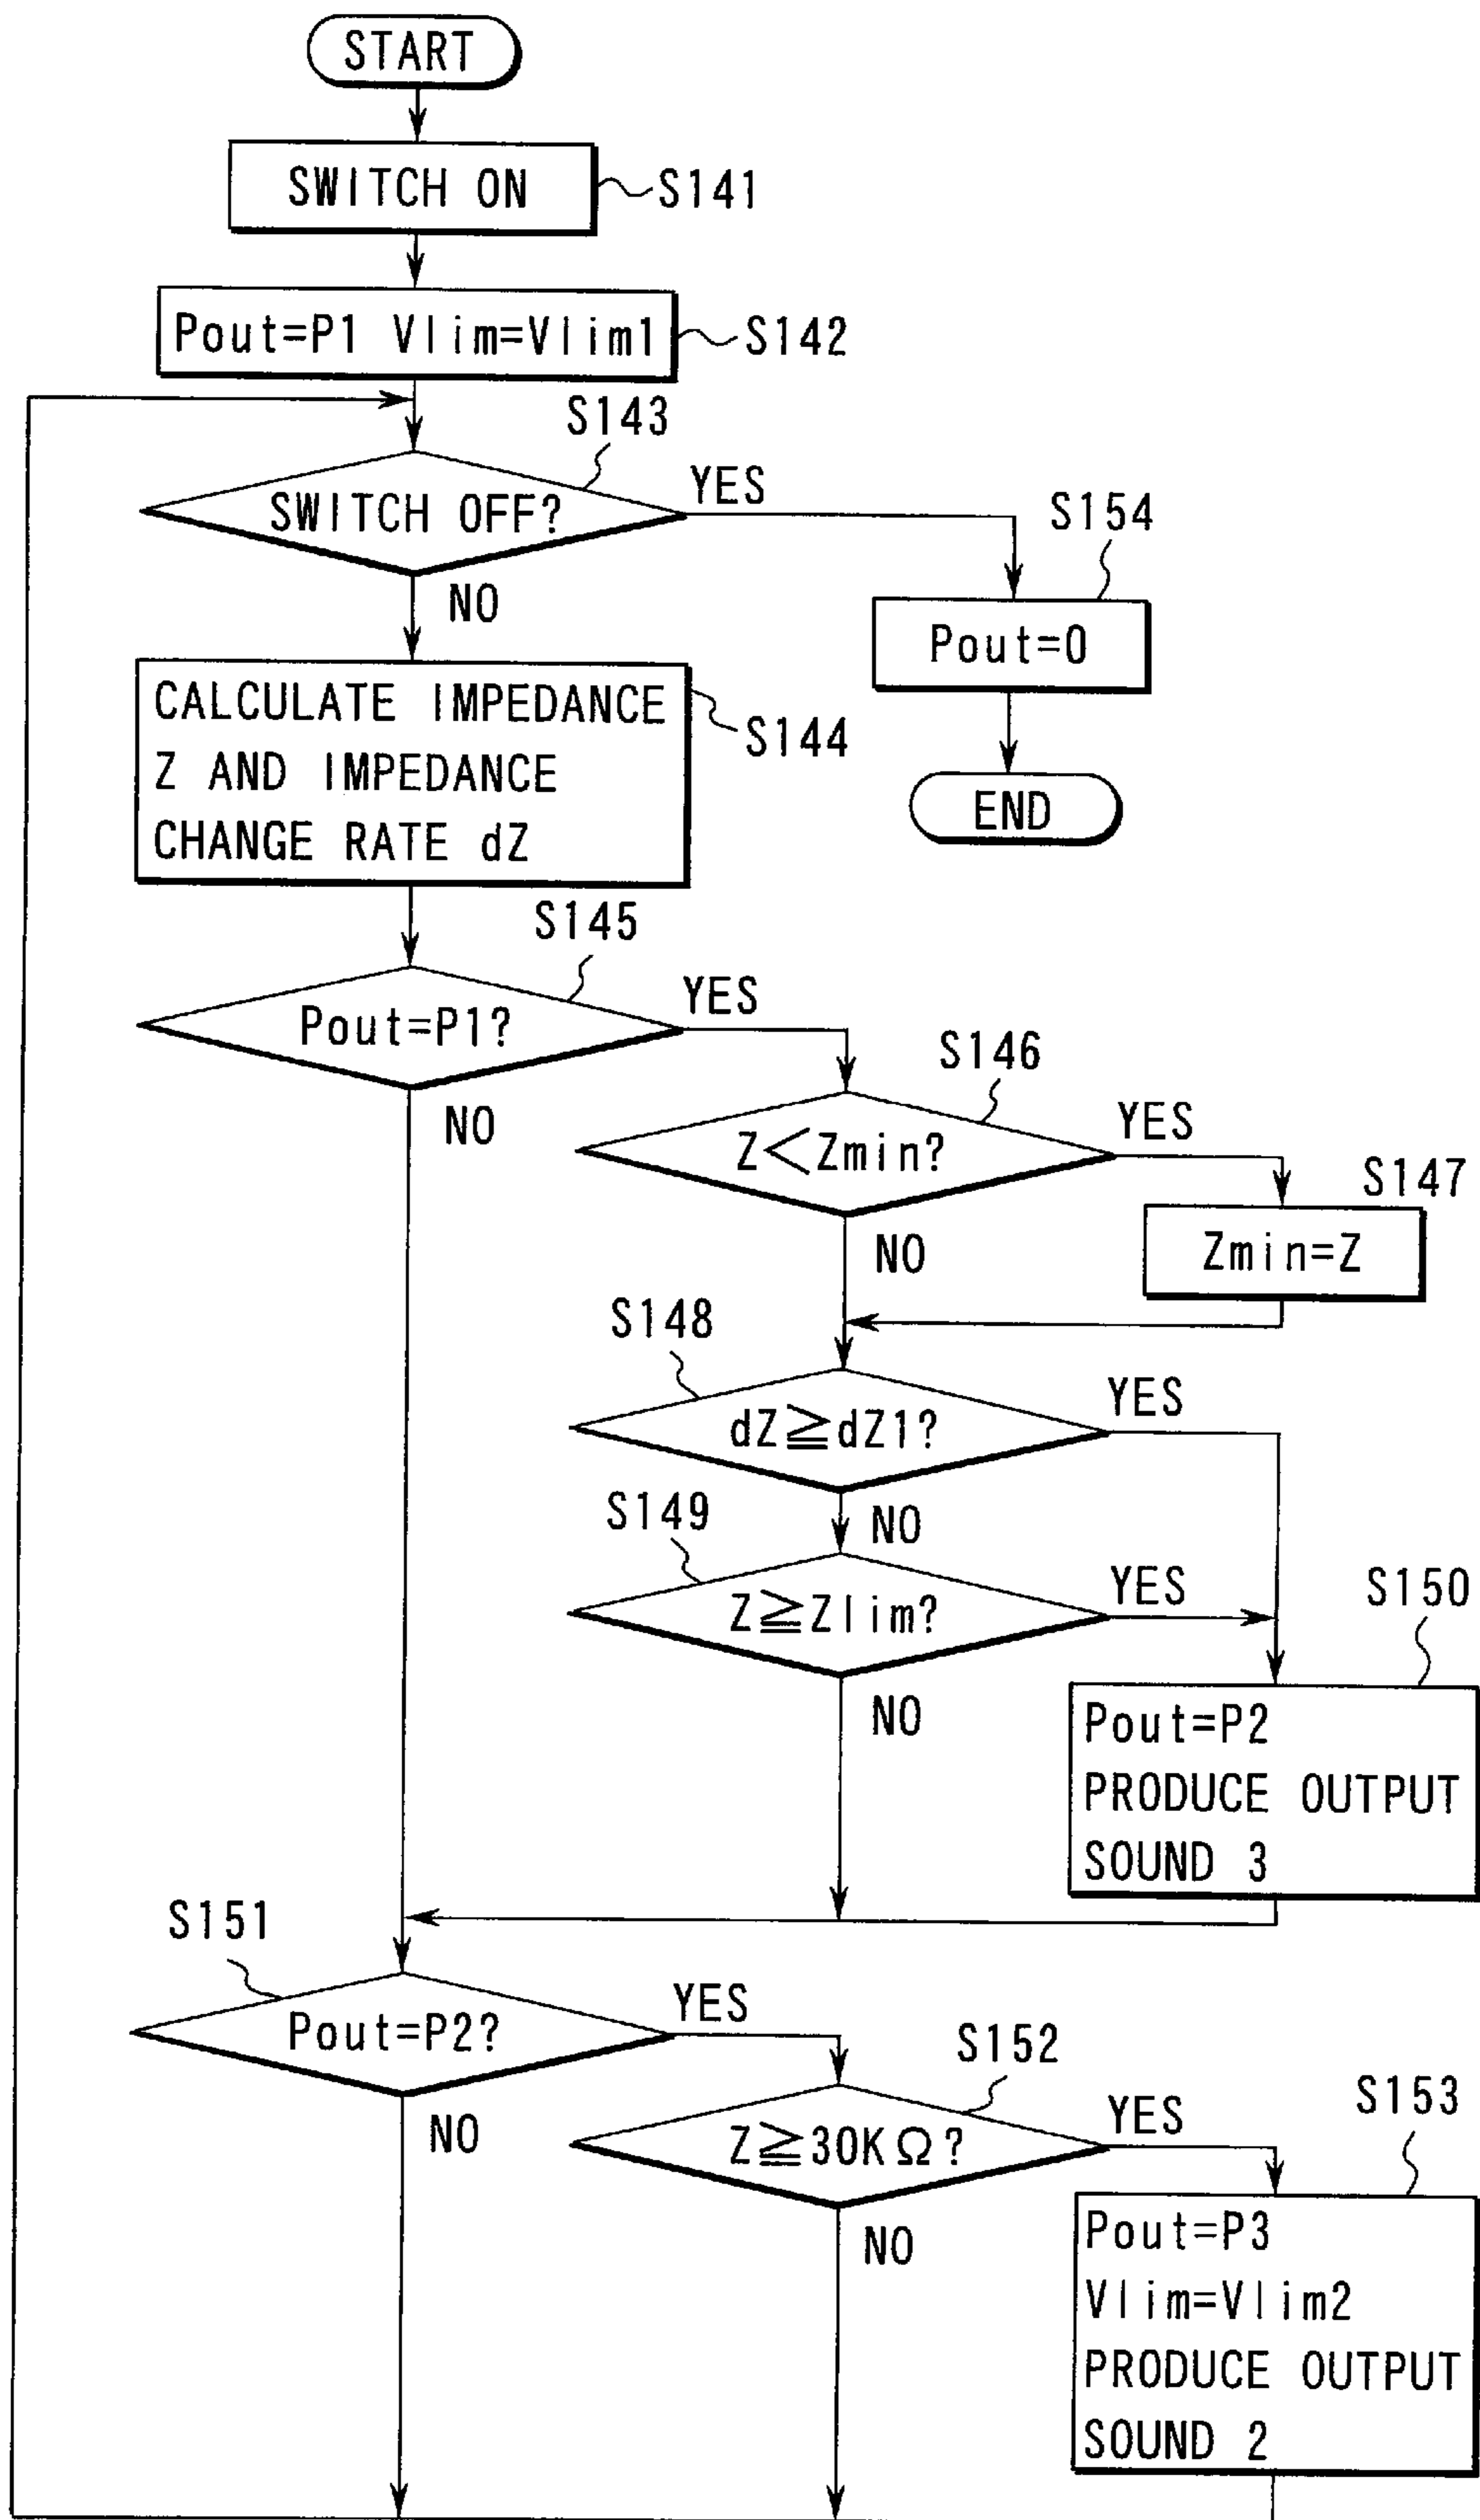 START
SWITCH ON
S141
Pout=P1 Vlim=Vlim1
S142
S143
SWITCH OFF?
YES
S154
NO
Pout=0
CALCULATE IMPEDANCE
Z AND IMPEDANCE
CHANGE RATE dZ
S144
END
S145
Pout=P1?
YES
S146
NO
Z<Zmin?
YES
S147
NO
Zmin=Z
S148
dZ≧dZ1?
YES
S149
NO
Z≧Zlim?
YES
S150
NO
Pout=P2
PRODUCE OUTPUT
SOUND 3
S151
Pout=P2?
YES
S152
NO
Z≧30KΩ?
YES
S153
NO
Pout=P3
Vlim=Vlim2
PRODUCE OUTPUT
SOUND 2